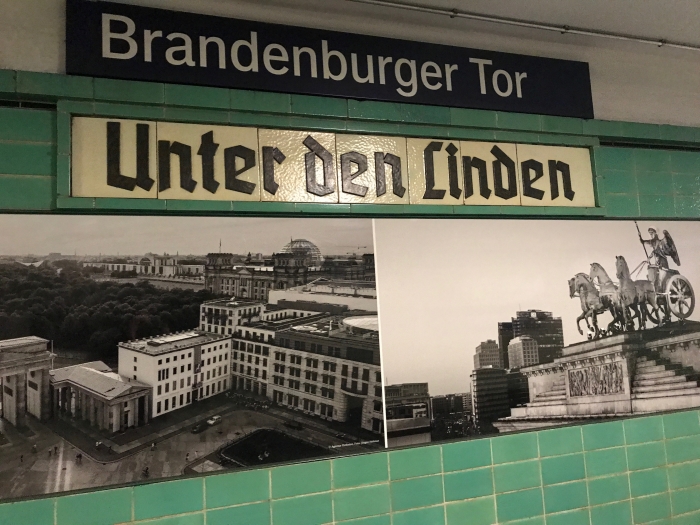 Brandenburger Tor
Unter den Linden